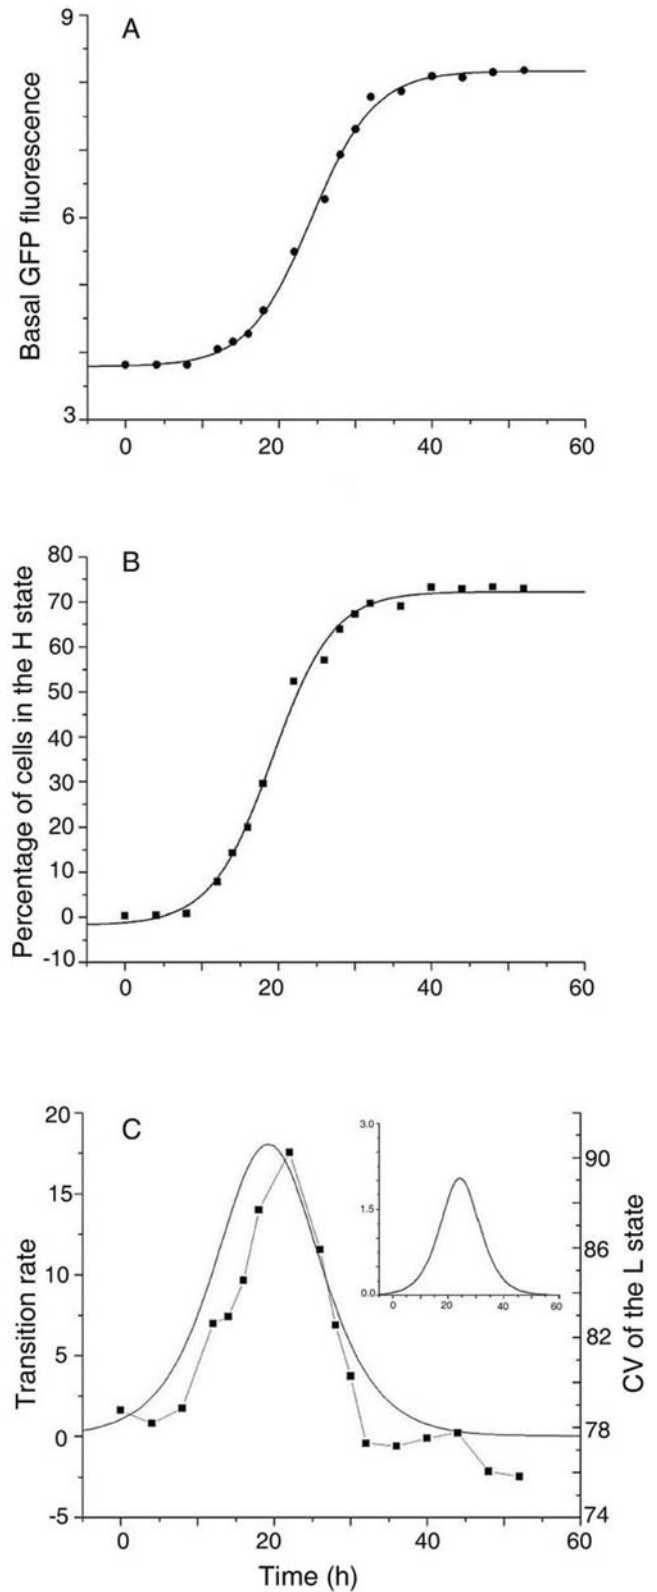 A
Basal GFP fluorescence
9
6
3
0 20 40 60
B
Percentage of cells in the H state
80
70
60
50
40
30
20
10
0
-10
0 20 40 60
C
Transition rate
20
15
10
5
0
-5
3.0
1.5
0.0
0 20 40 60
CV of the L state
90
86
82
78
74
0 20 40 60
Time (h)